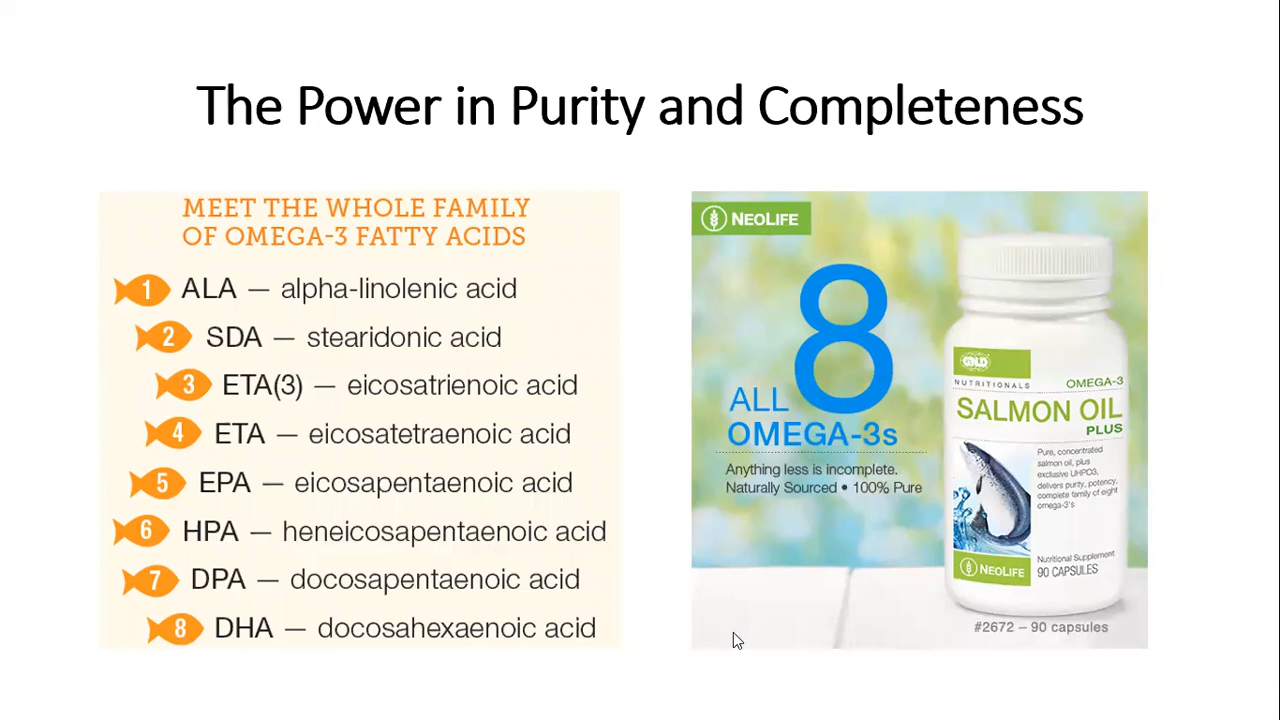 The Power in Purity and Completeness
MEET THE WHOLE FAMILY
OF OMEGA-3 FATTY ACIDS
1 ALA — alpha-linolenic acid
2 SDA — stearidonic acid
3 ETA(3) — eicosatrienoic acid
4 ETA — eicosatetraenoic acid
5 EPA — eicosapentaenoic acid
6 HPA — heneicosapentaenoic acid
7 DPA — docosapentaenoic acid
8 DHA — docosahexaenoic acid
NEOLIFE
ALL 8
OMEGA-3s
Anything less is incomplete.
Naturally Sourced • 100% Pure
GOLD
NUTRITIONALS
OMEGA-3
SALMON OIL
PLUS
Pure, concentrated
salmon oil, plus
exclusive UHPO3,
delivers purity, potency,
complete family of eight
omega-3's
NEOLIFE
Nutritional Supplement
90 CAPSULES
#2672 – 90 capsules